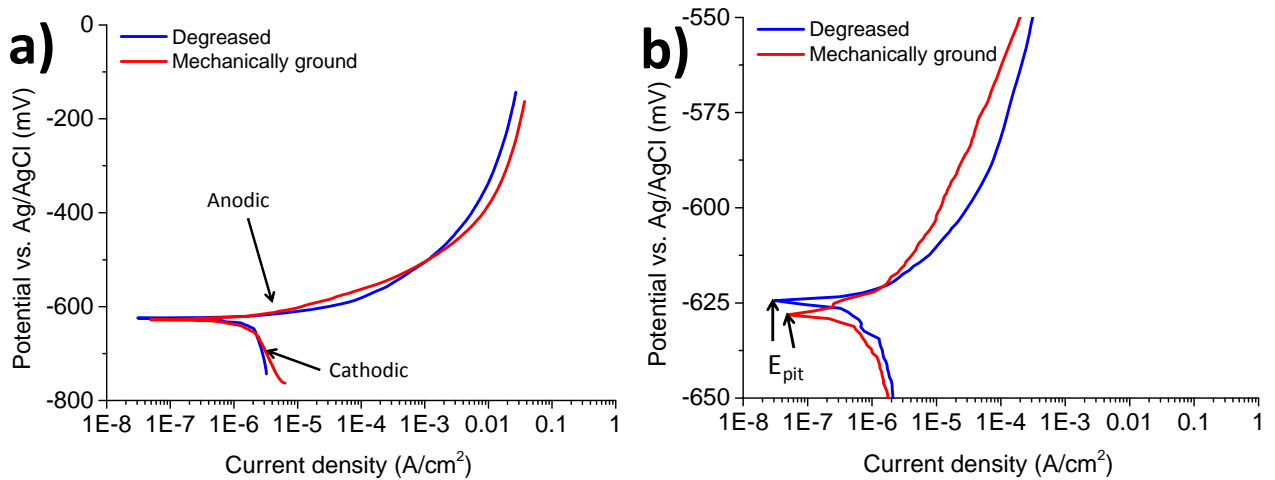 a)
Degreased
Mechanically ground
Potential vs. Ag/AgCl (mV)
0
-200
-400
-600
-800
Anodic
Cathodic
1E-8 1E-7 1E-6 1E-5 1E-4 1E-3 0.01 0.1 1
Current density (A/cm²)
b)
Degreased
Mechanically ground
Potential vs. Ag/AgCl (mV)
-550
-575
-600
-625
-650
E_pit
1E-8 1E-7 1E-6 1E-5 1E-4 1E-3 0.01 0.1 1
Current density (A/cm²)